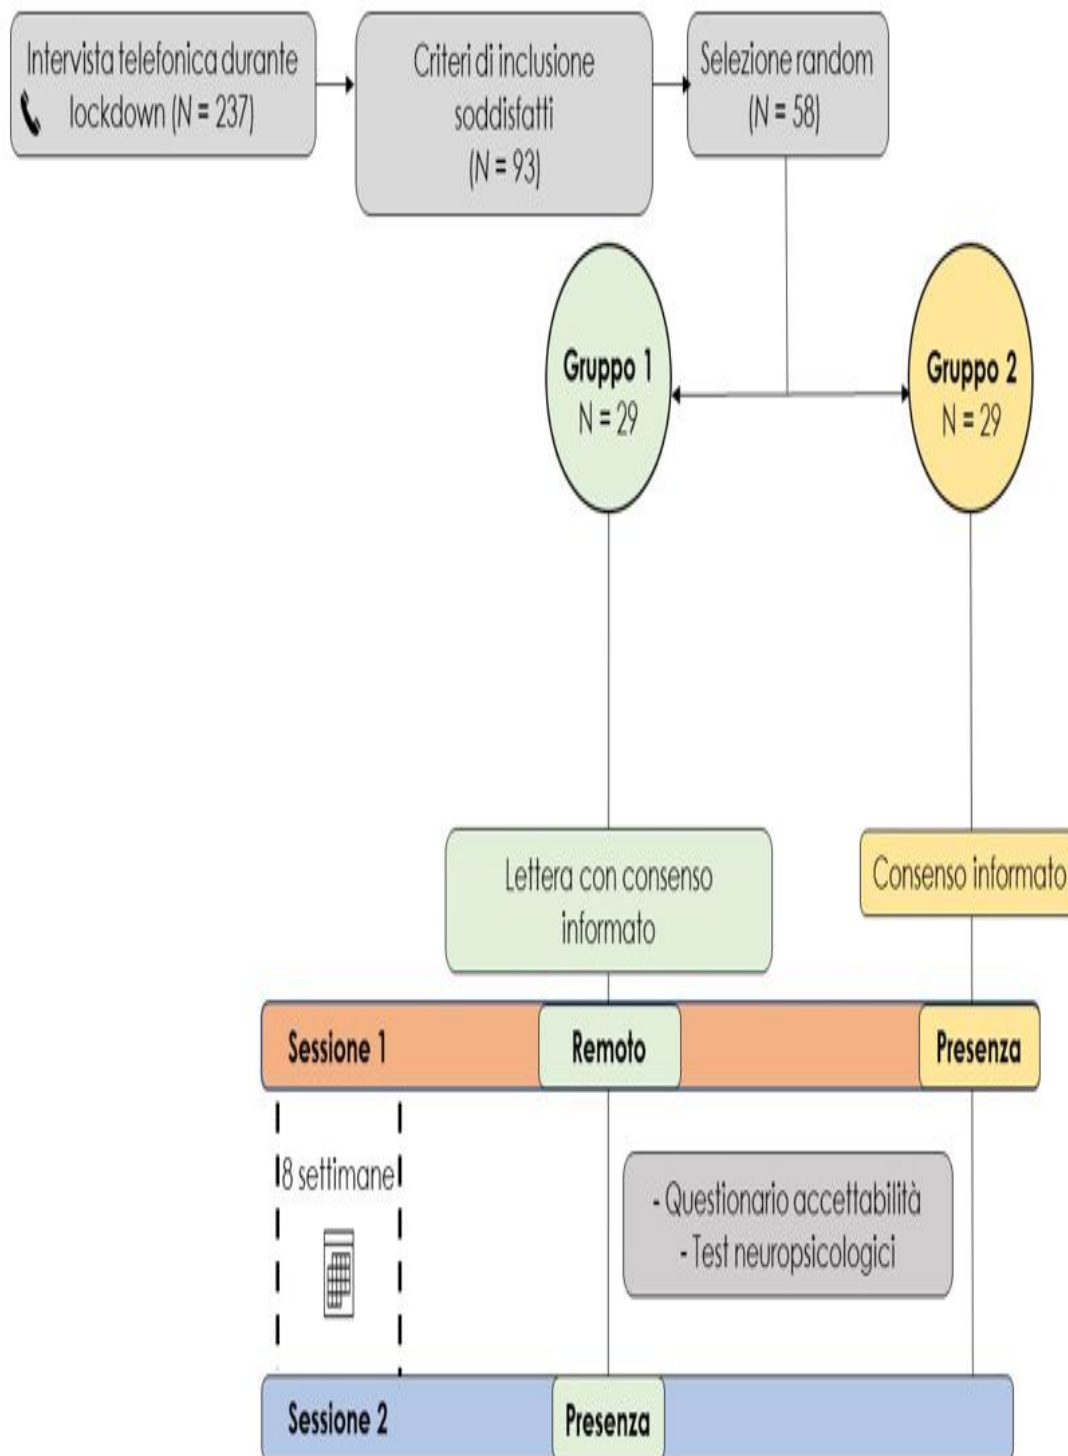 Intervista telefonica durante
lockdown (N = 237)
Criteri di inclusione
soddisfatti
(N = 93)
Selezione random
(N = 58)
Gruppo 1
N = 29
Gruppo 2
N = 29
Lettera con consenso
informato
Consenso informato
Sessione 1
Remoto
Presenza
8 settimane
- Questionario accettabilità
- Test neuropsicologici
Sessione 2
Presenza